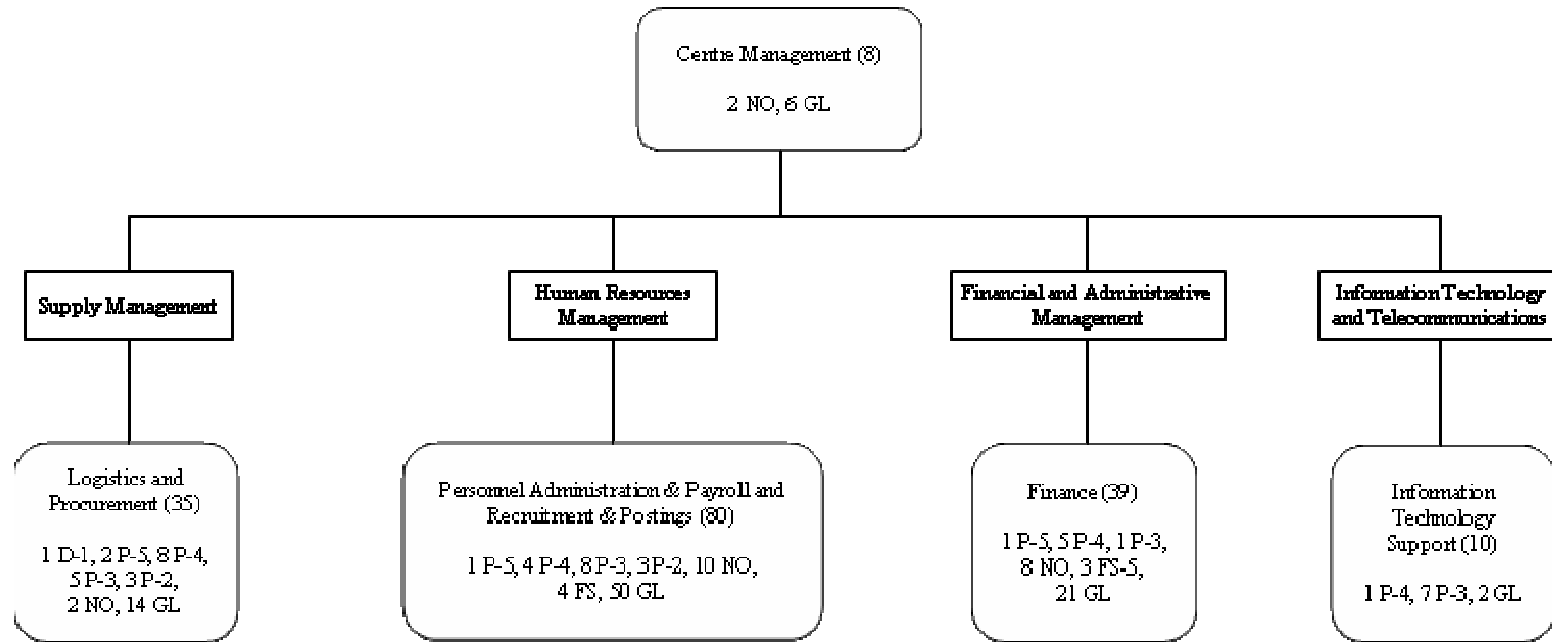 Centre Management (8)
2 NO, 6 GL
Supply Management
Human Resources
Management
Financial and Administrative
Management
Information Technology
and Telecommunications
Logistics and
Procurement (35)
1 D-1, 2 P-5, 8 P-4,
5 P-3, 3 P-2,
2 NO, 14 GL
Personnel Administration & Payroll and
Recruitment & Postings (80)
1 P-5, 4 P-4, 8 P-3, 3 P-2, 10 NO,
4 FS, 50 GL
Finance (39)
1 P-5, 5 P-4, 1 P-3,
8 NO, 3 FS-5,
21 GL
Information
Technology
Support (10)
1 P-4, 7 P-3, 2 GL